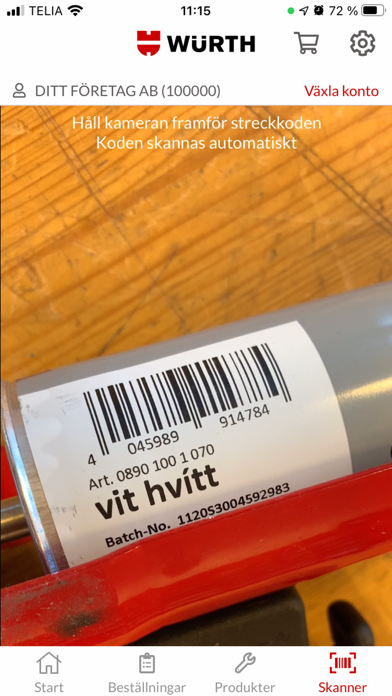 TELIA
11:15
72 %
WÜRTH
DITT FÖRETAG AB (100000)
Växla konto
Håll kameran framför streckkoden
Koden skannas automatiskt
4 045989 914784
Art. 0890 100 1 070
vit hvítt
Batch-No. 1120S3004592983
Start
Beställningar
Produkter
Skanner